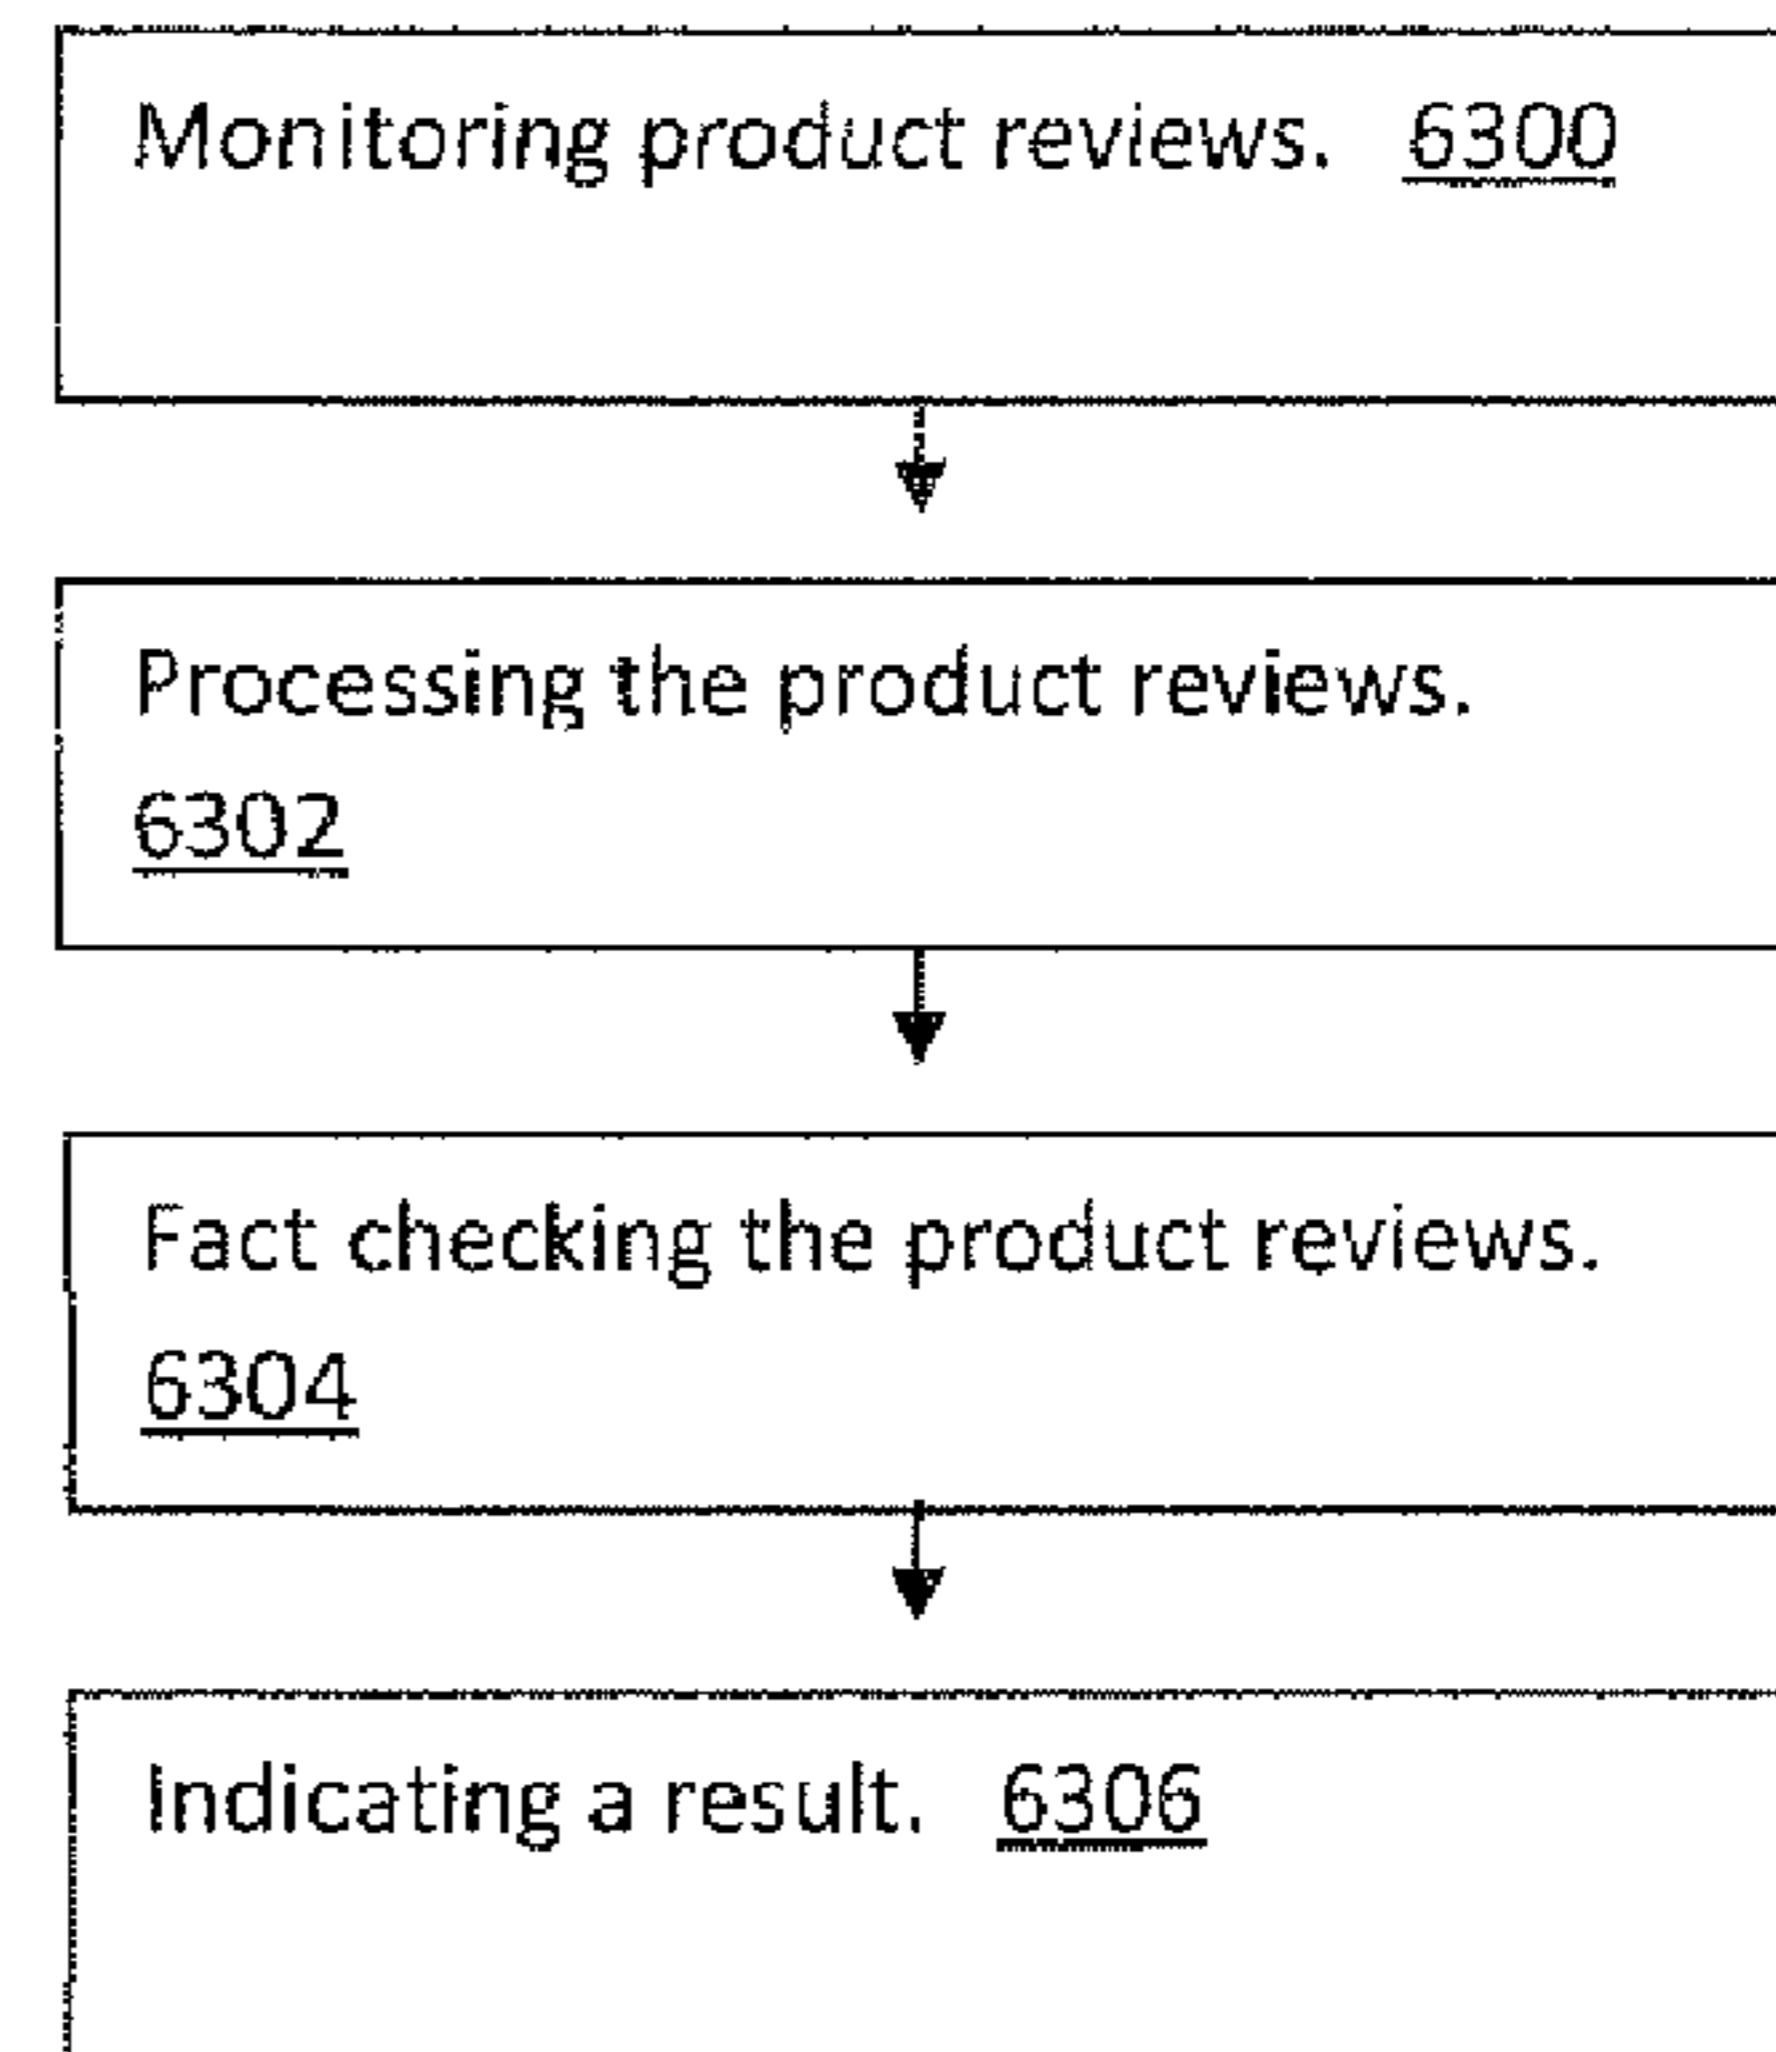 Monitoring product reviews. 6300
Processing the product reviews.
6302
Fact checking the product reviews.
6304
Indicating a result. 6306